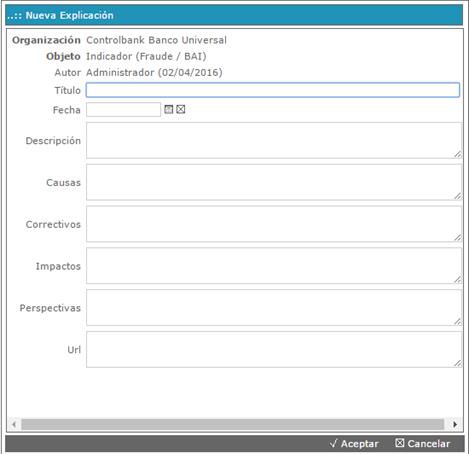 ..:: Nueva Explicación
Organización Controlbank Banco Universal
Objeto Indicador (Fraude / BAI)
Autor Administrador (02/04/2016)
Título
Fecha
Descripción
Causas
Correctivos
Impactos
Perspectivas
Url
√ Aceptar ☒ Cancelar